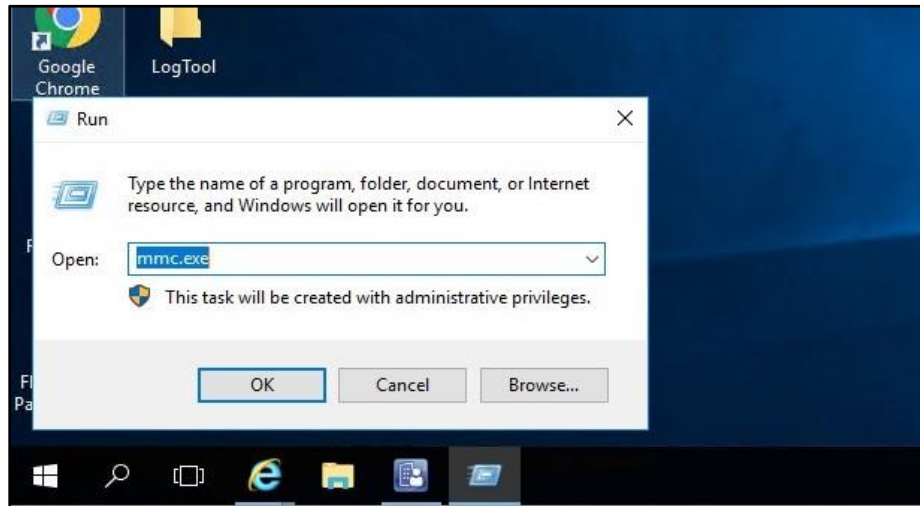 Google
Chrome
LogTool
Run
Type the name of a program, folder, document, or Internet
resource, and Windows will open it for you.
Open:
mmc.exe
This task will be created with administrative privileges.
OK
Cancel
Browse...